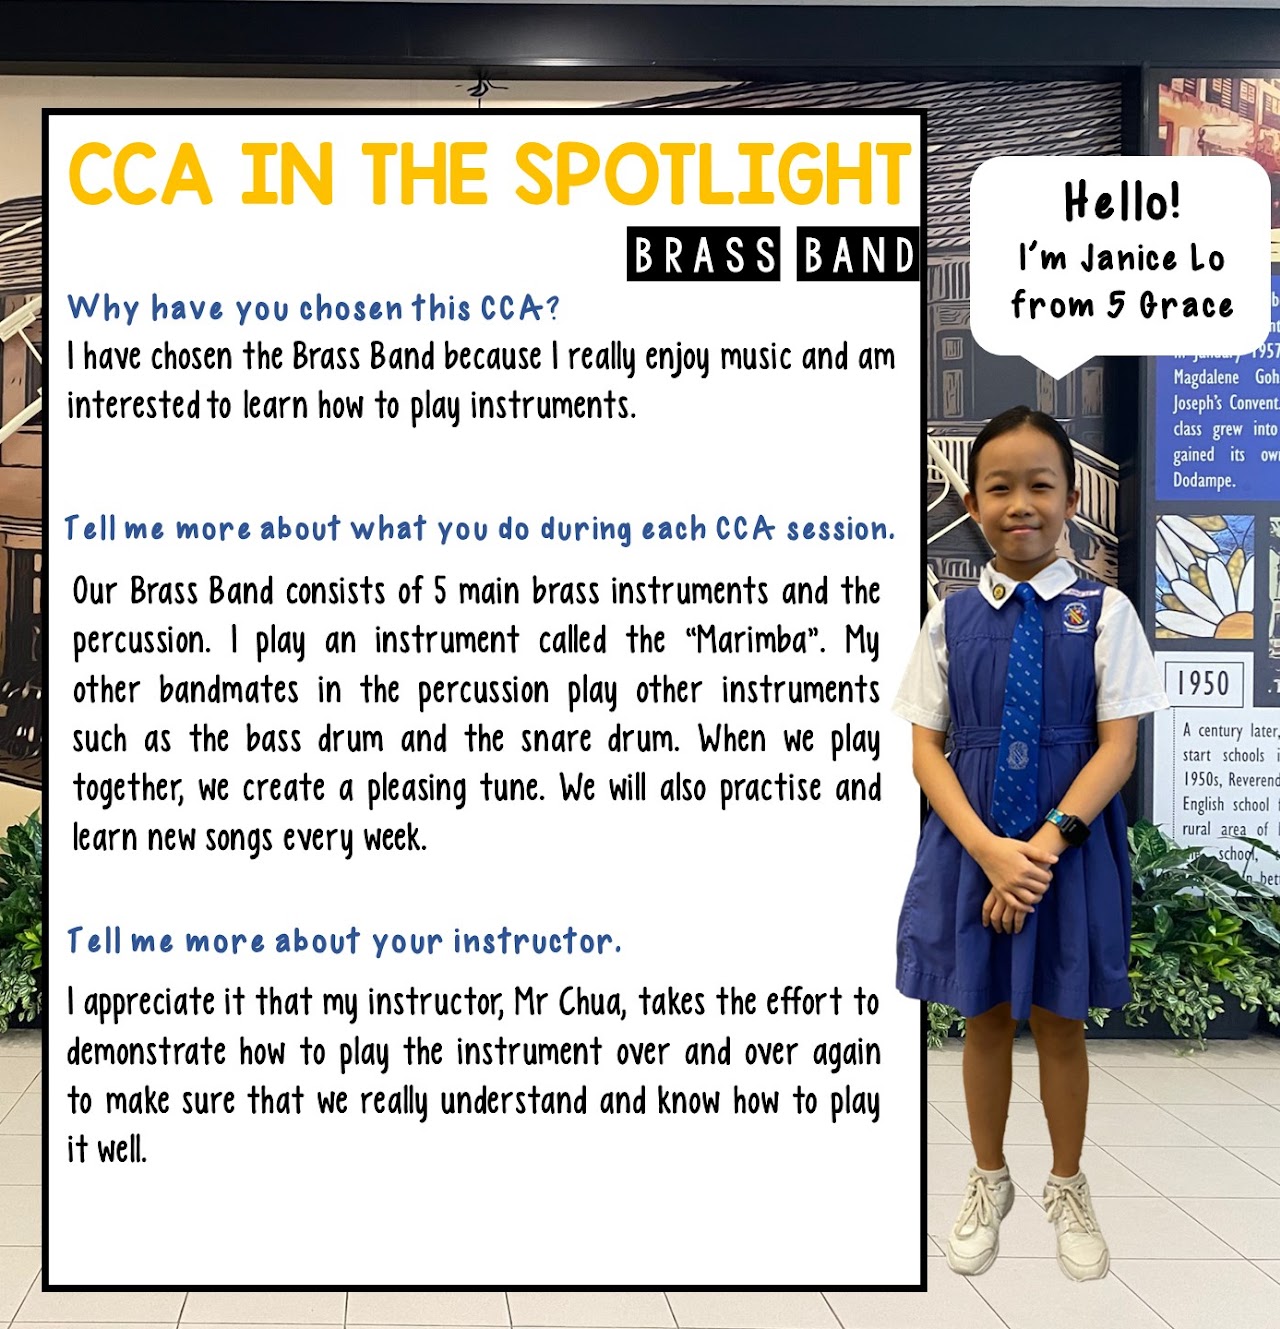 CCA IN THE SPOTLIGHT
BRASS BAND
Why have you chosen this CCA?
I have chosen the Brass Band because I really enjoy music and am
interested to learn how to play instruments.
Tell me more about what you do during each CCA session.
Our Brass Band consists of 5 main brass instruments and the
percussion. I play an instrument called the “Marimba”. My
other bandmates in the percussion play other instruments
such as the bass drum and the snare drum. When we play
together, we create a pleasing tune. We will also practise and
learn new songs every week.
Tell me more about your instructor.
I appreciate it that my instructor, Mr Chua, takes the effort to
demonstrate how to play the instrument over and over again
to make sure that we really understand and know how to play
it well.
Hello!
I'm Janice Lo
from 5 Grace
in January 1957
Magdalene Goh
Joseph's Convent.
class grew into
gained its
Dodampe.
1950
A century later,
start schools
1950s, Reverend
English school
rural area of
school,